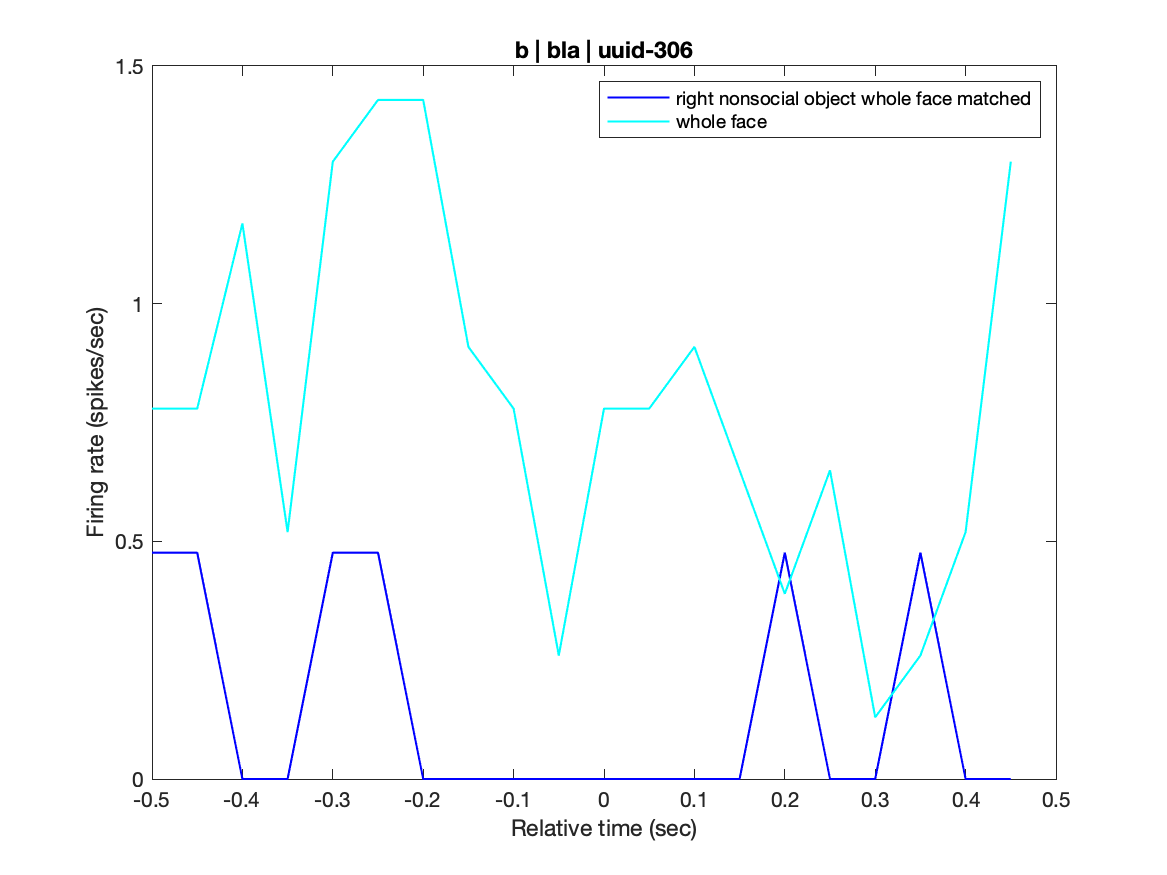 b | bla | uuid-306
right nonsocial object whole face matched
whole face
1.5
1
0.5
0
Firing rate (spikes/sec)
-0.5 -0.4 -0.3 -0.2 -0.1 0 0.1 0.2 0.3 0.4 0.5
Relative time (sec)